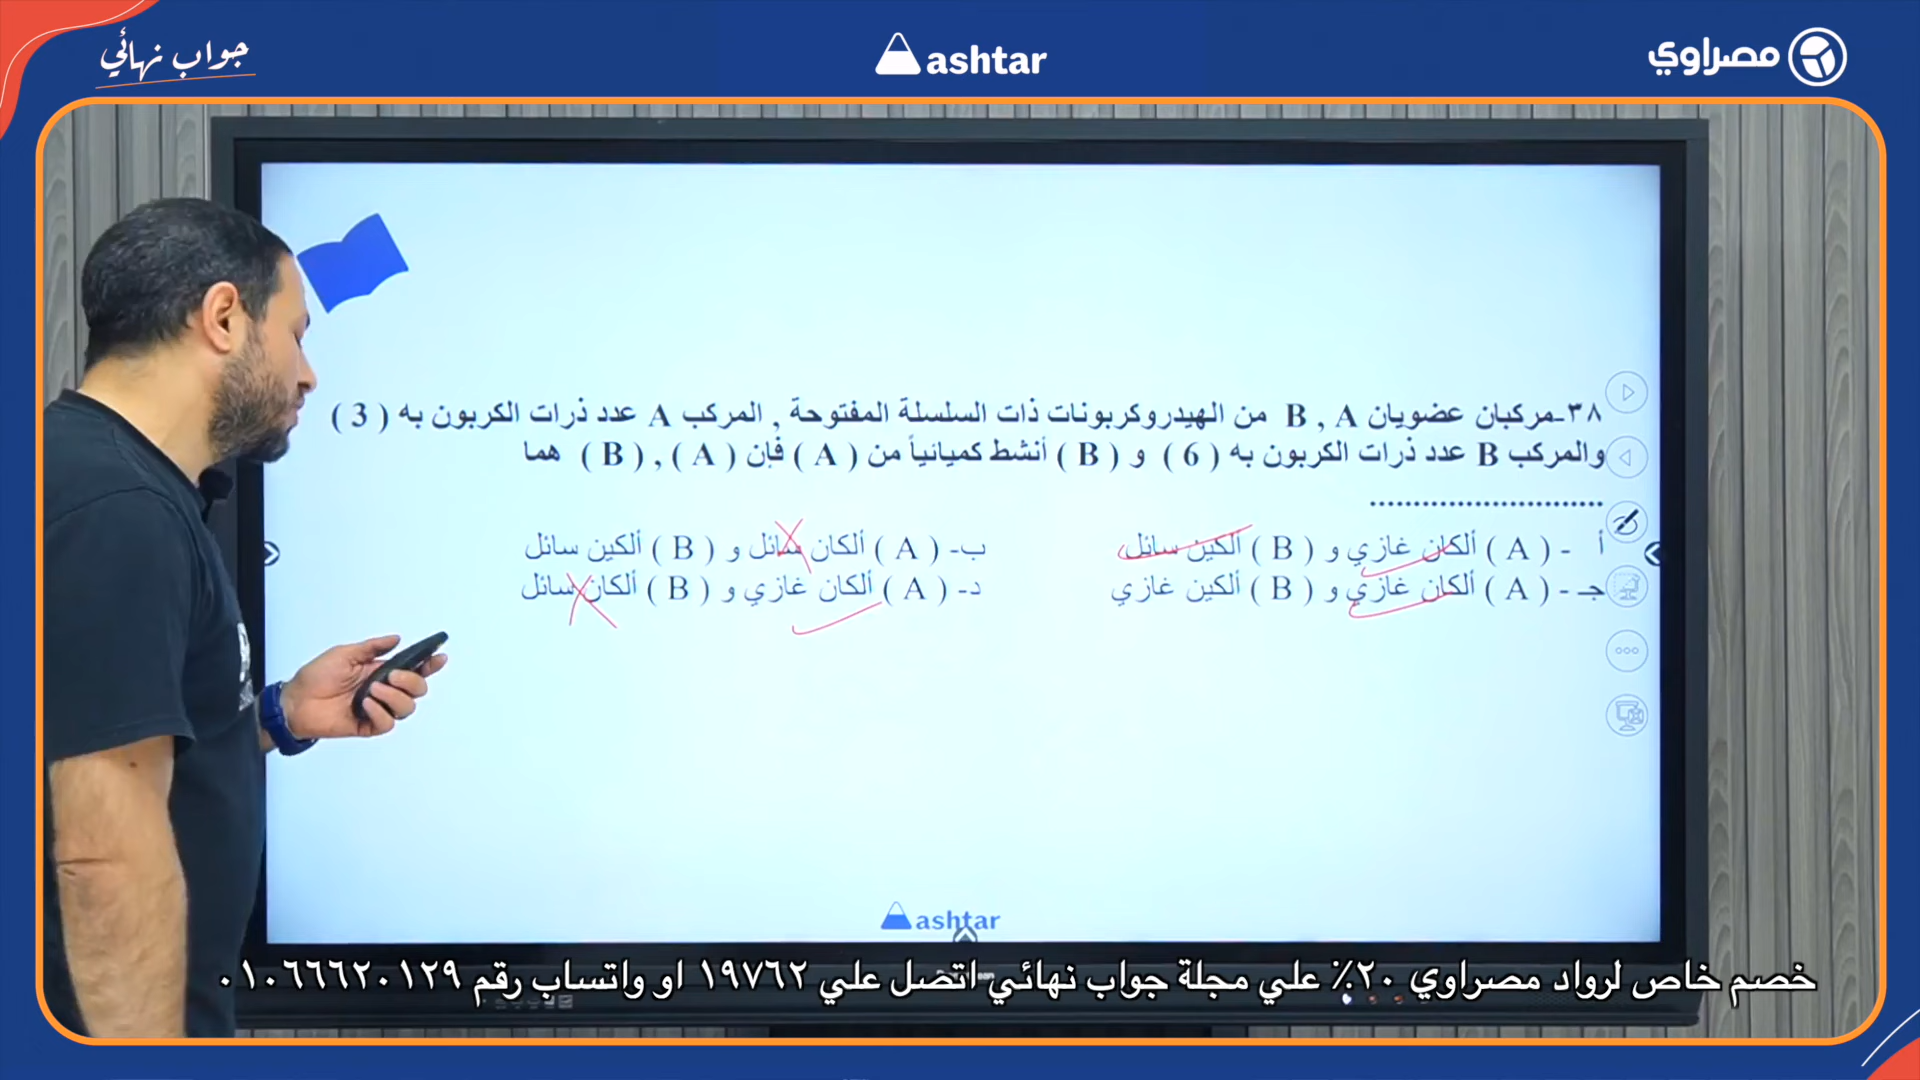 جواب نهائي
ashtar
مصراوي
٣٨-مركبان عضويان B , A من الهيدروكربونات ذات السلسلة المفتوحة , المركب A عدد ذرات الكربون به ( 3 )
والمركب B عدد ذرات الكربون به ( 6 ) و ( B ) أنشط كميائياً من ( A ) فإن ( A ) , ( B ) هما
...........................
أ - ( A ) ألكان غازي و ( B ) ألكين سائل
ب- ( A ) ألكان سائل و ( B ) ألكين سائل
جـ - ( A ) ألكان غازي و ( B ) ألكين غازي
د- ( A ) ألكان غازي و ( B ) ألكان سائل
ashtar
خصم خاص لرواد مصراوي ٢٠٪ علي مجلة جواب نهائي اتصل علي ١٩٧٦٢ او واتساب رقم ٠١٠٦٦٦٢٠١٢٩